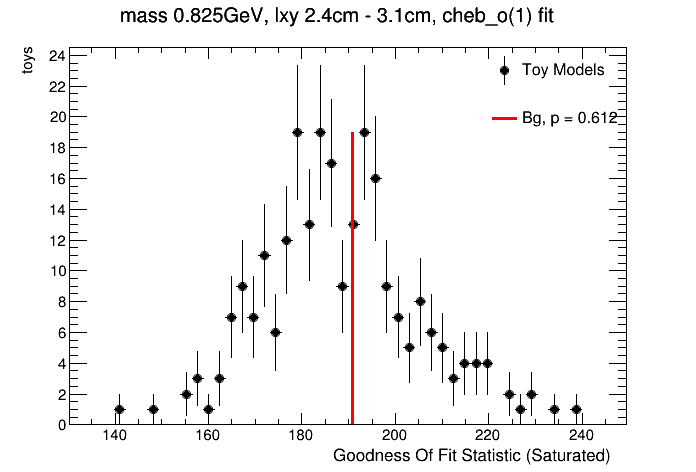 mass 0.825GeV, lxy 2.4cm - 3.1cm, cheb_o(1) fit
toys
24
22
20
18
16
14
12
10
8
6
4
2
0
Toy Models
Bg, p = 0.612
140 160 180 200 220 240
Goodness Of Fit Statistic (Saturated)